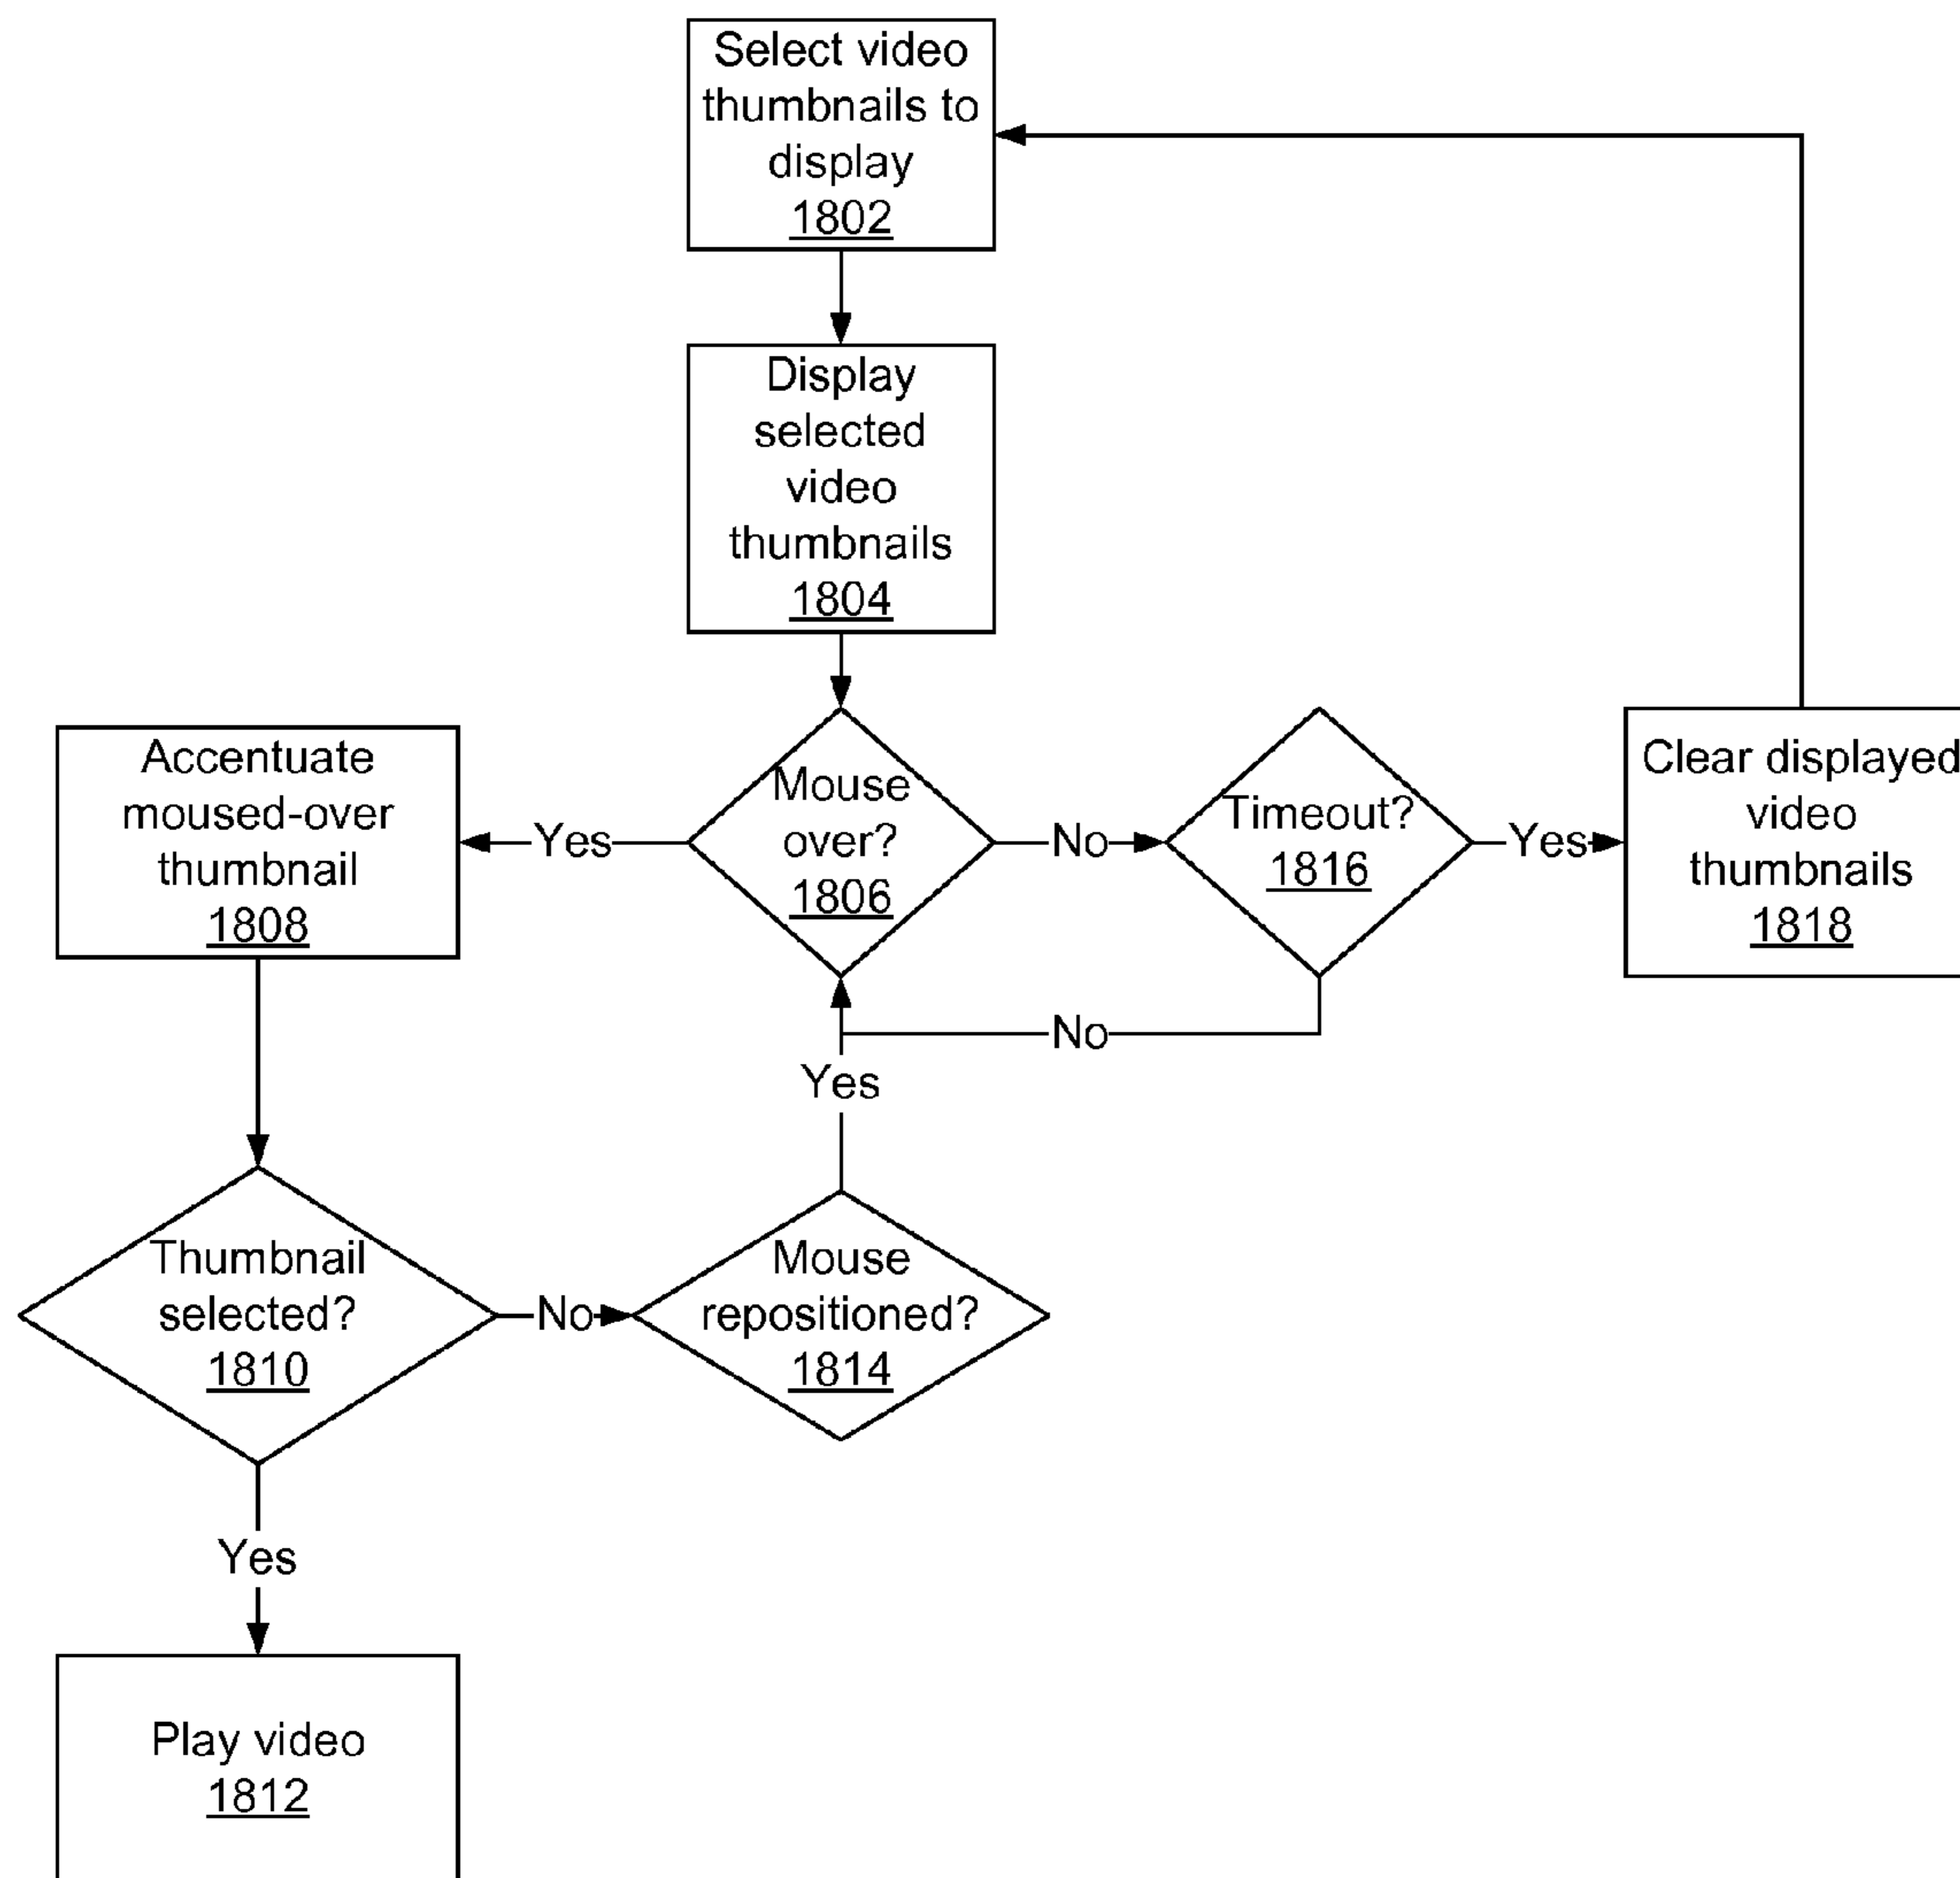 Select video
thumbnails to
display
1802
Display
selected
video
thumbnails
1804
Accentuate
moused-over
thumbnail
1808
Yes
Mouse
over?
1806
No
Timeout?
1816
Yes
Clear displayed
video
thumbnails
1818
No
Yes
Thumbnail
selected?
1810
No
Mouse
repositioned?
1814
Yes
Play video
1812